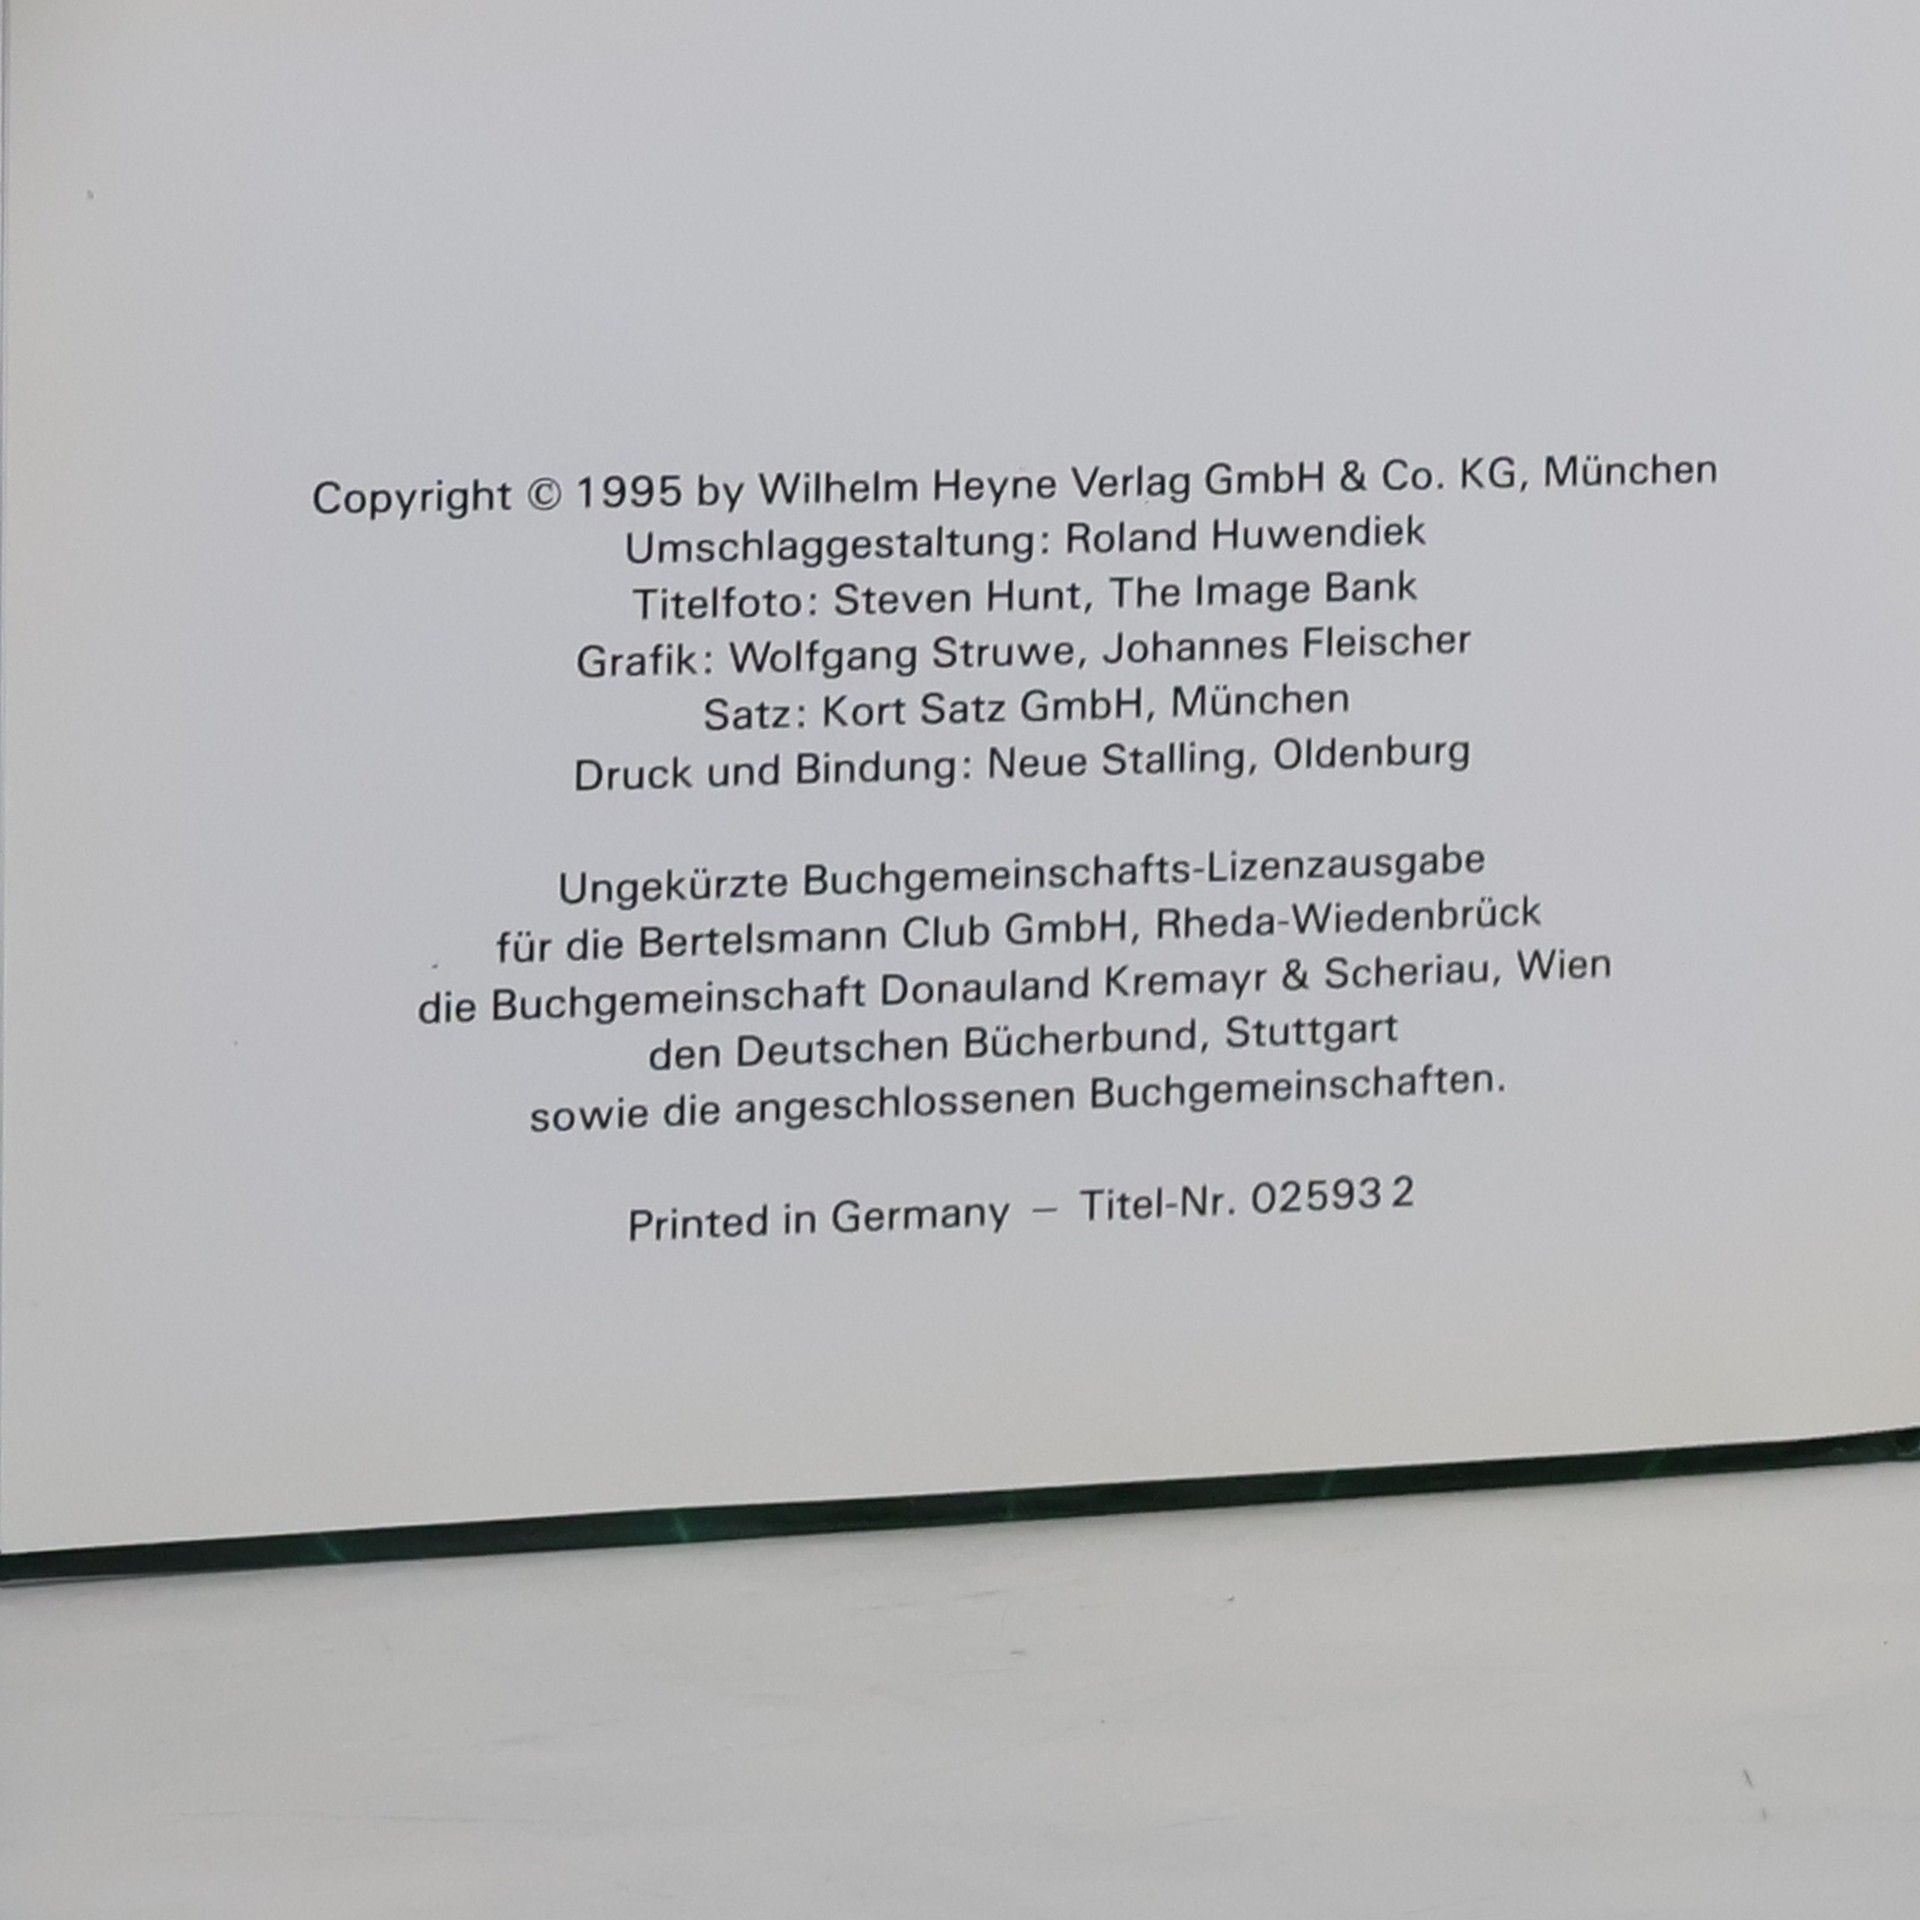 Copyright © 1995 by Wilhelm Heyne Verlag GmbH & Co. KG, München
Umschlaggestaltung: Roland Huwendiek
Titelfoto: Steven Hunt, The Image Bank
Grafik: Wolfgang Struwe, Johannes Fleischer
Satz: Kort Satz GmbH, München
Druck und Bindung: Neue Stalling, Oldenburg
Ungekürzte Buchgemeinschafts-Lizenzausgabe
für die Bertelsmann Club GmbH, Rheda-Wiedenbrück
die Buchgemeinschaft Donauland Kremayr & Scheriau, Wien
den Deutschen Bücherbund, Stuttgart
sowie die angeschlossenen Buchgemeinschaften.
Printed in Germany – Titel-Nr. 02593 2